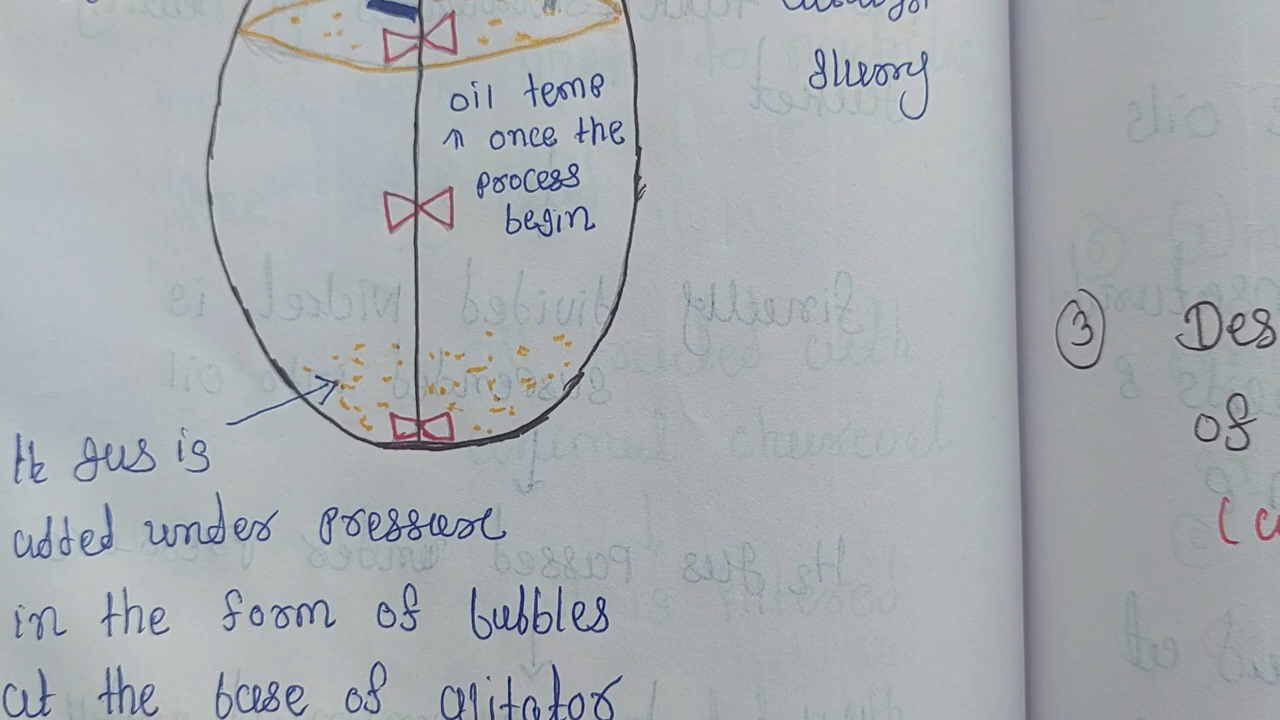 slurry
oil temp
↑ once the
process
begin
H₂ gas is
added under pressure
in the form of bubbles
at the base of agitator
③ Des
of
(